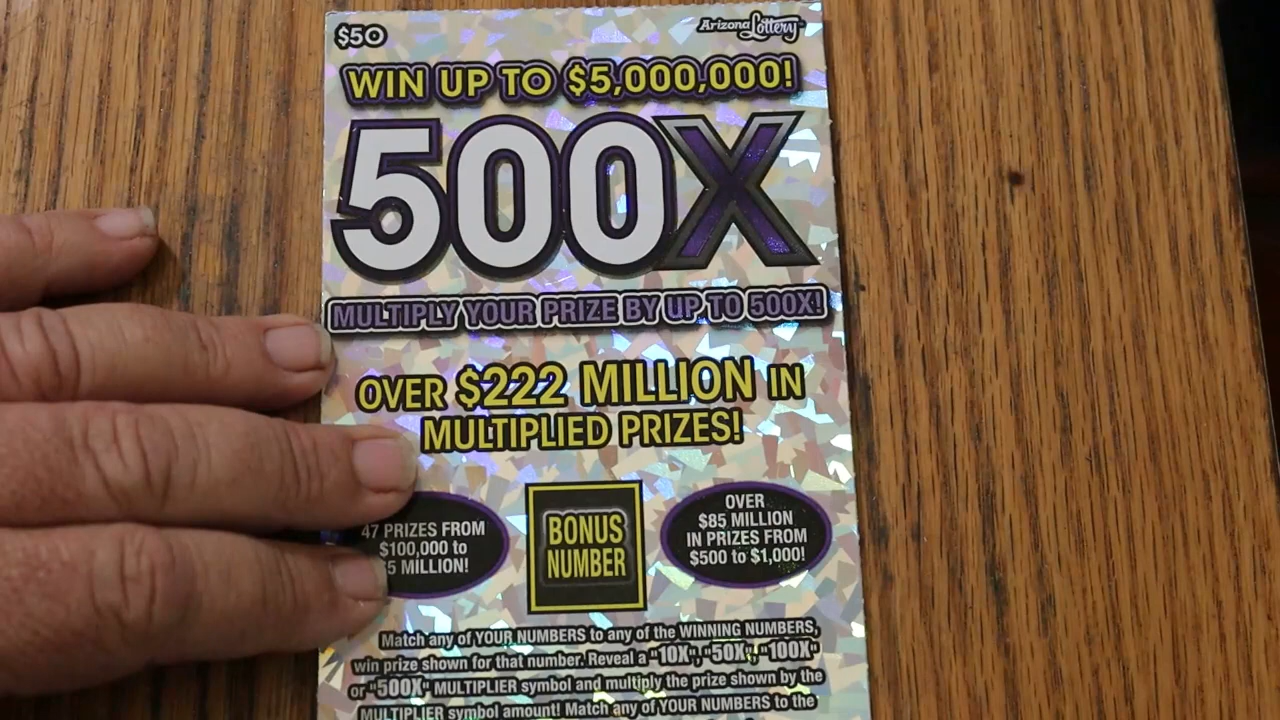 $50
Arizona Lottery
WIN UP TO $5,000,000!
500X
MULTIPLY YOUR PRIZE BY UP TO 500X!
OVER $222 MILLION IN
MULTIPLIED PRIZES!
47 PRIZES FROM
$100,000 to
5 MILLION!
BONUS
NUMBER
OVER
$85 MILLION
IN PRIZES FROM
$500 to $1,000!
Match any of YOUR NUMBERS to any of the WINNING NUMBERS,
win prize shown for that number. Reveal a "10X", "50X", "100X"
or "500X" MULTIPLIER symbol and multiply the prize shown by the
MULTIPLIER symbol amount! Match any of YOUR NUMBERS to the